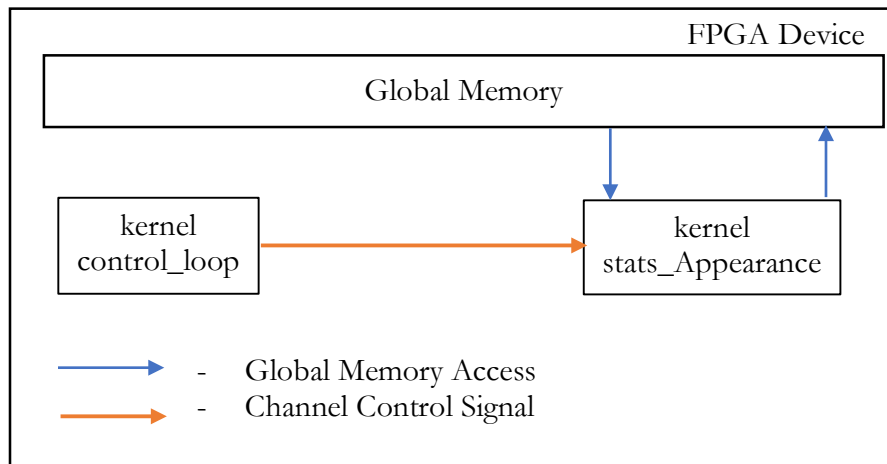 FPGA Device
Global Memory
kernel
control_loop
kernel
stats_Appearance
- Global Memory Access
- Channel Control Signal